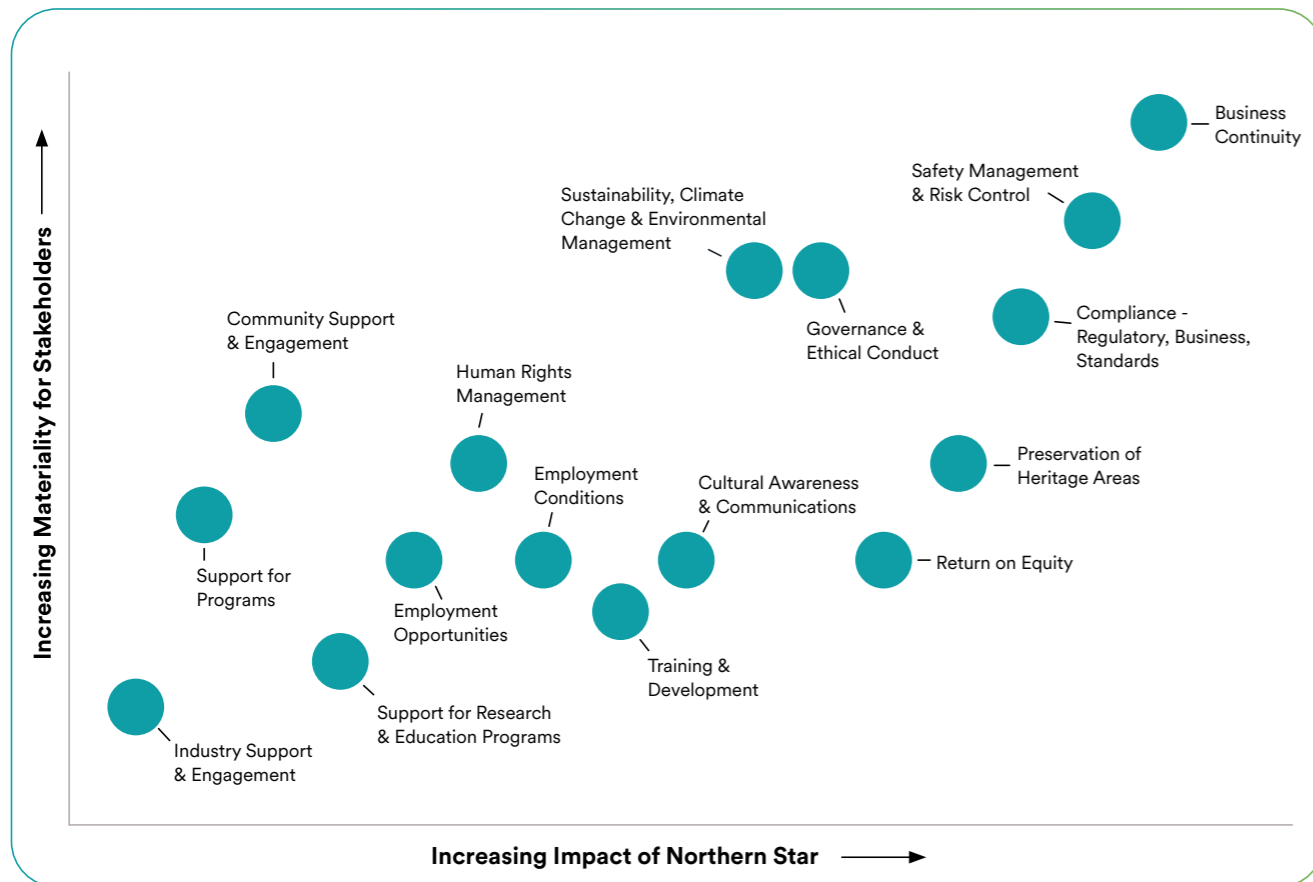 Increasing Materiality for Stakeholders
Business
Continuity
Safety Management
& Risk Control
Sustainability, Climate
Change & Environmental
Management
Governance &
Ethical Conduct
Compliance -
Regulatory, Business,
Standards
Community Support
& Engagement
Human Rights
Management
Employment
Conditions
Cultural Awareness
& Communications
Preservation of
Heritage Areas
Support for
Programs
Employment
Opportunities
Return on Equity
Training &
Development
Support for Research
& Education Programs
Industry Support
& Engagement
Increasing Impact of Northern Star